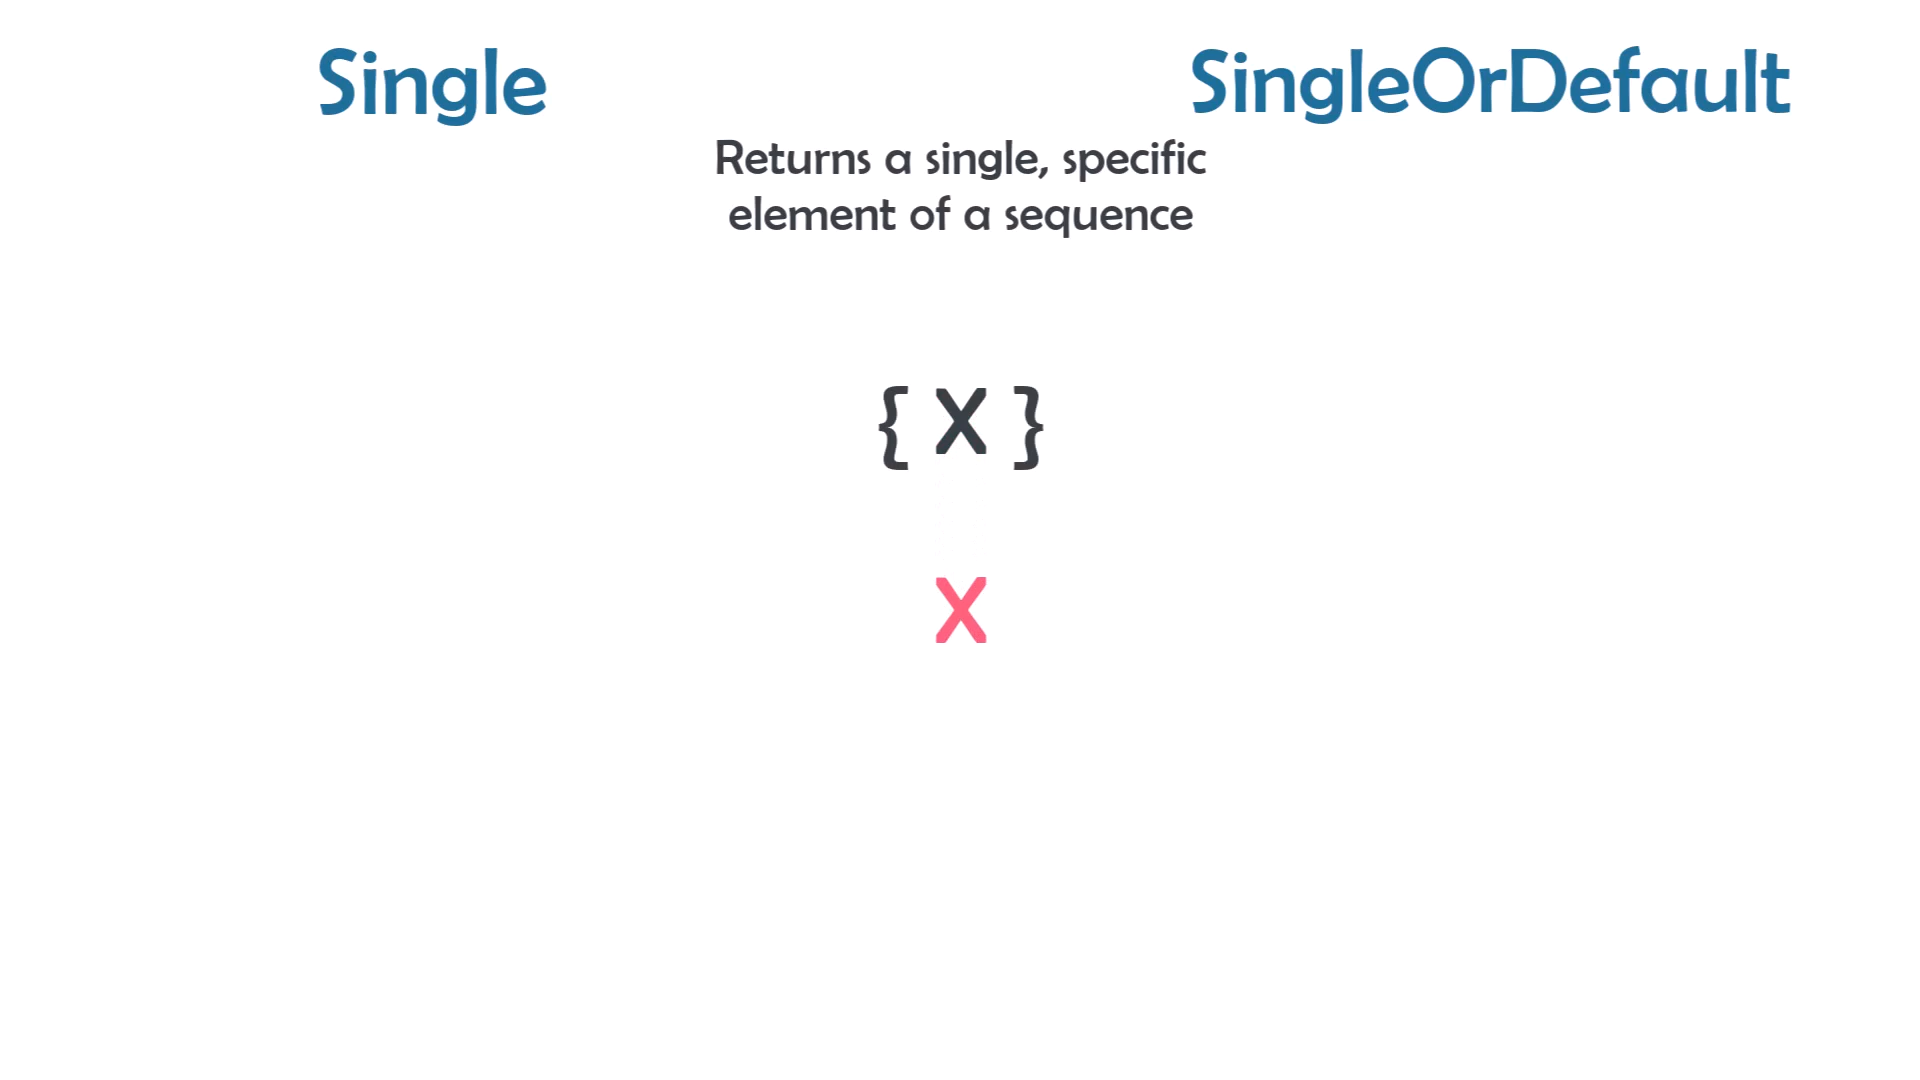 Single
SingleOrDefault
Returns a single, specific
element of a sequence
{ X }
X